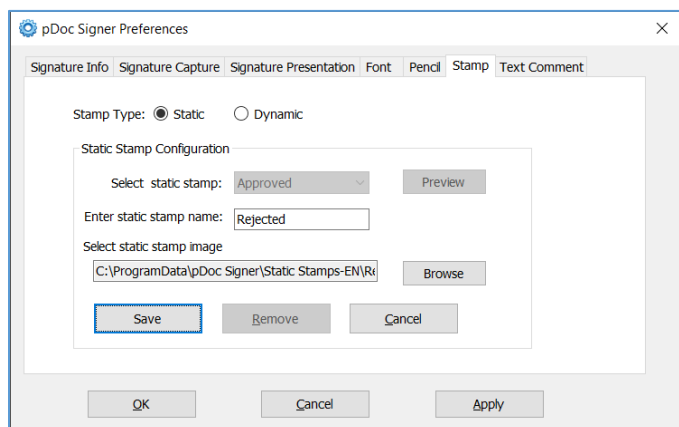 pDoc Signer Preferences
Signature Info Signature Capture Signature Presentation Font Pencil Stamp Text Comment
Stamp Type: Static Dynamic
Static Stamp Configuration
Select static stamp: Approved Preview
Enter static stamp name: Rejected
Select static stamp image
C:\ProgramData\pDoc Signer\Static Stamps-EN\Re Browse
Save Remove Cancel
OK Cancel Apply